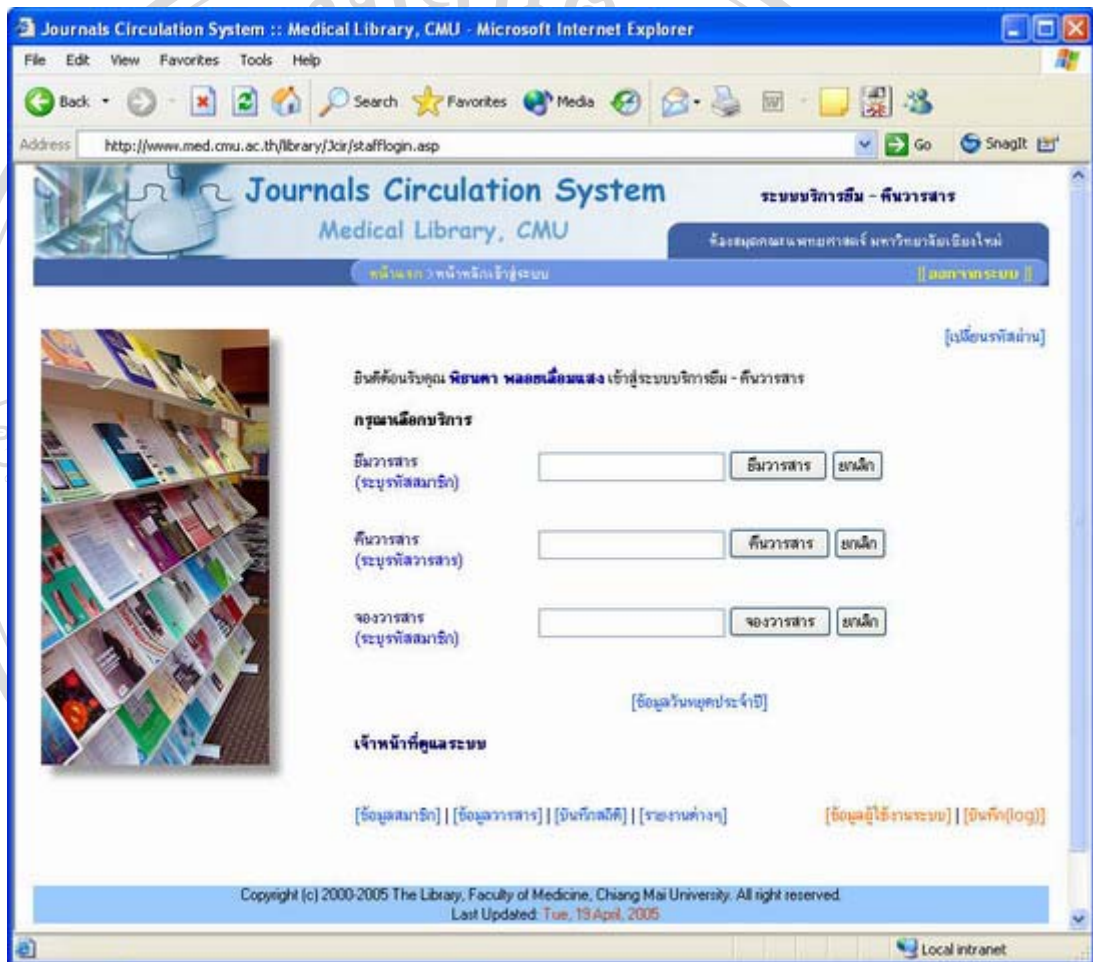 Journals Circulation System :: Medical Library, CMU - Microsoft Internet Explorer
File Edit View Favorites Tools Help
Back Search Favorites Media
Address http://www.med.cmu.ac.th/library/Jcir/stafflogin.asp Go SnagIt
Journals Circulation System
ระบบบริการยืม - คืนวารสาร
Medical Library, CMU
ห้องสมุดคณะแพทยศาสตร์ มหาวิทยาลัยเชียงใหม่
หน้าแรก > หน้าหลักเข้าสู่ระบบ
|| ออกจากระบบ ||
[เปลี่ยนรหัสผ่าน]
ยินดีต้อนรับคุณ พิชนคา พลอยเลื่อมแสง เข้าสู่ระบบบริการยืม - คืนวารสาร
กรุณาเลือกบริการ
ยืมวารสาร
(ระบุรหัสสมาชิก)
ยืมวารสาร ยกเลิก
คืนวารสาร
(ระบุรหัสวารสาร)
คืนวารสาร ยกเลิก
จองวารสาร
(ระบุรหัสสมาชิก)
จองวารสาร ยกเลิก
[ข้อมูลวันหยุดประจำปี]
เจ้าหน้าที่ดูแลระบบ
[ข้อมูลสมาชิก] | [ข้อมูลวารสาร] | [บันทึกสถิติ] | [รายงานต่างๆ]
[ข้อมูลผู้ใช้งานระบบ] | [บันทึก(log)]
Copyright (c) 2000-2005 The Library, Faculty of Medicine, Chiang Mai University. All right reserved.
Last Updated: Tue, 19 April, 2005
Local intranet